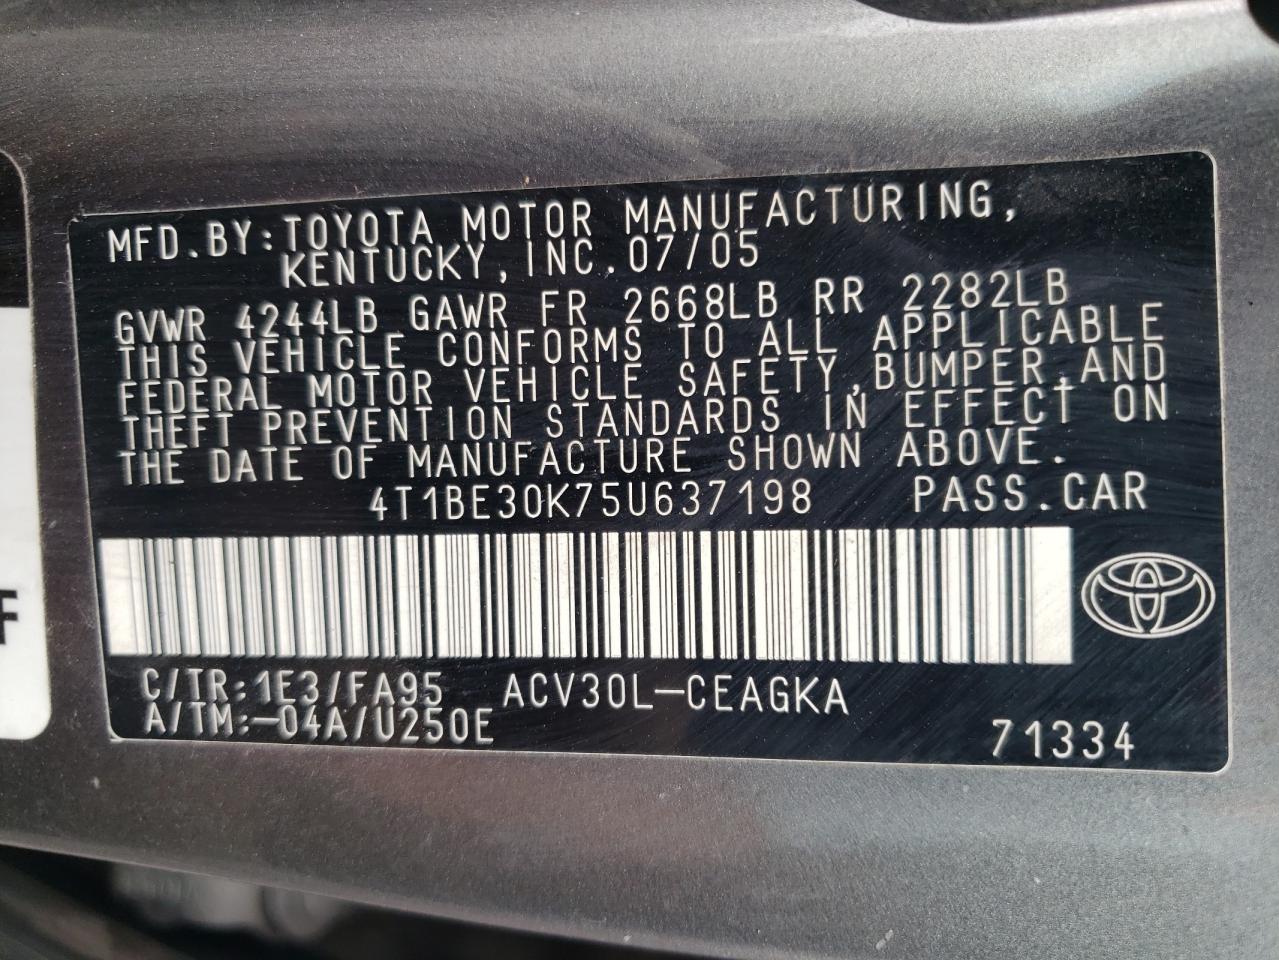 MFD.BY:TOYOTA MOTOR MANUFACTURING,
KENTUCKY,INC.07/05
GVWR 4244LB GAWR FR 2668LB RR 2282LB
THIS VEHICLE CONFORMS TO ALL APPLICABLE
FEDERAL MOTOR VEHICLE SAFETY,BUMPER,AND
THEFT PREVENTION STANDARDS IN EFFECT ON
THE DATE OF MANUFACTURE SHOWN ABOVE.
4T1BE30K75U637198 PASS.CAR
C/TR:1E3/FA95 ACV30L-CEAGKA
A/TM:-04A/U250E
71334
F